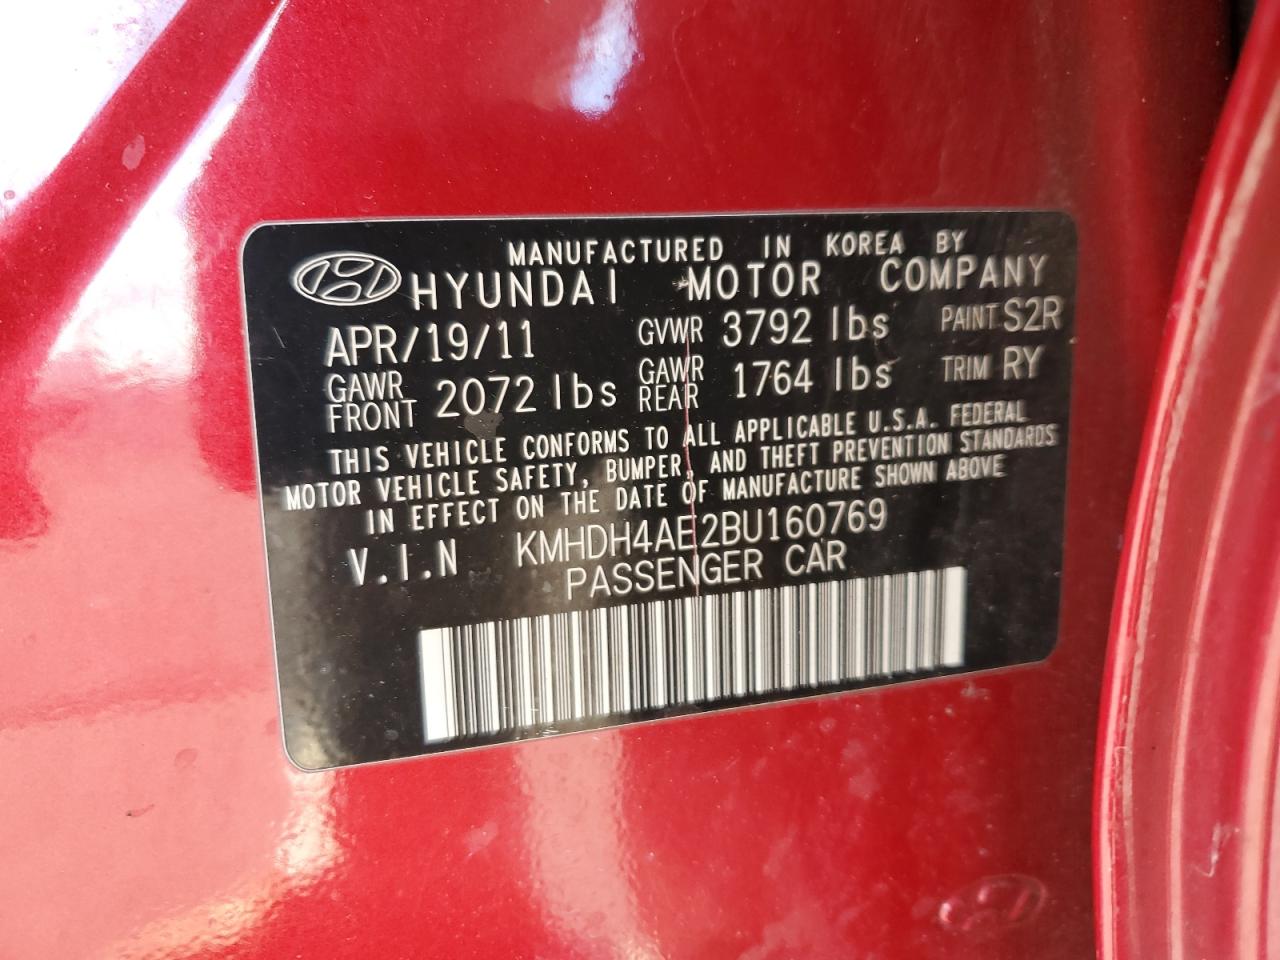 MANUFACTURED IN KOREA BY
HYUNDAI MOTOR COMPANY
APR/19/11 GVWR 3792 lbs PAINT S2R
GAWR FRONT 2072 lbs GAWR REAR 1764 lbs TRIM RY
THIS VEHICLE CONFORMS TO ALL APPLICABLE U.S.A. FEDERAL
MOTOR VEHICLE SAFETY, BUMPER, AND THEFT PREVENTION STANDARDS
IN EFFECT ON THE DATE OF MANUFACTURE SHOWN ABOVE
V.I.N KMHDH4AE2BU160769
PASSENGER CAR